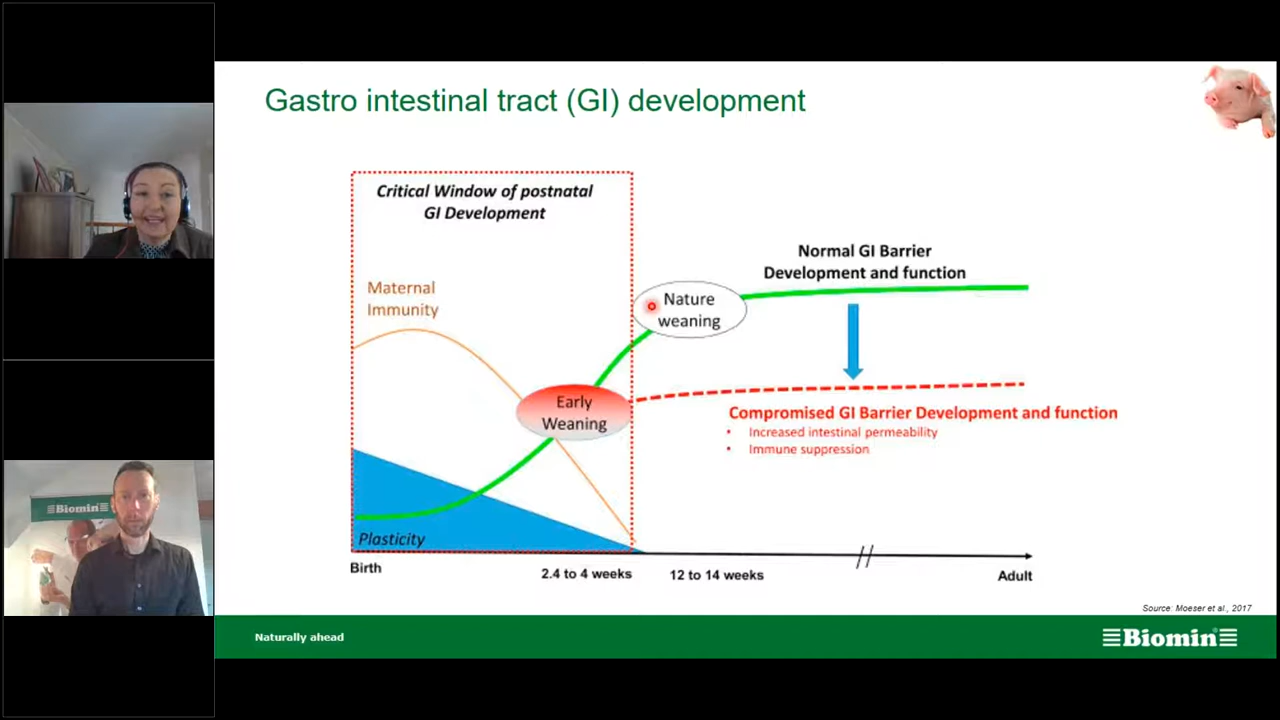 Gastro intestinal tract (GI) development
Critical Window of postnatal
GI Development
Maternal
Immunity
Nature
weaning
Normal GI Barrier
Development and function
Early
Weaning
Compromised GI Barrier Development and function
• Increased intestinal permeability
• Immune suppression
Plasticity
Birth
2.4 to 4 weeks
12 to 14 weeks
Adult
Source: Moeser et al., 2017
Naturally ahead
Biomin®
Biomin